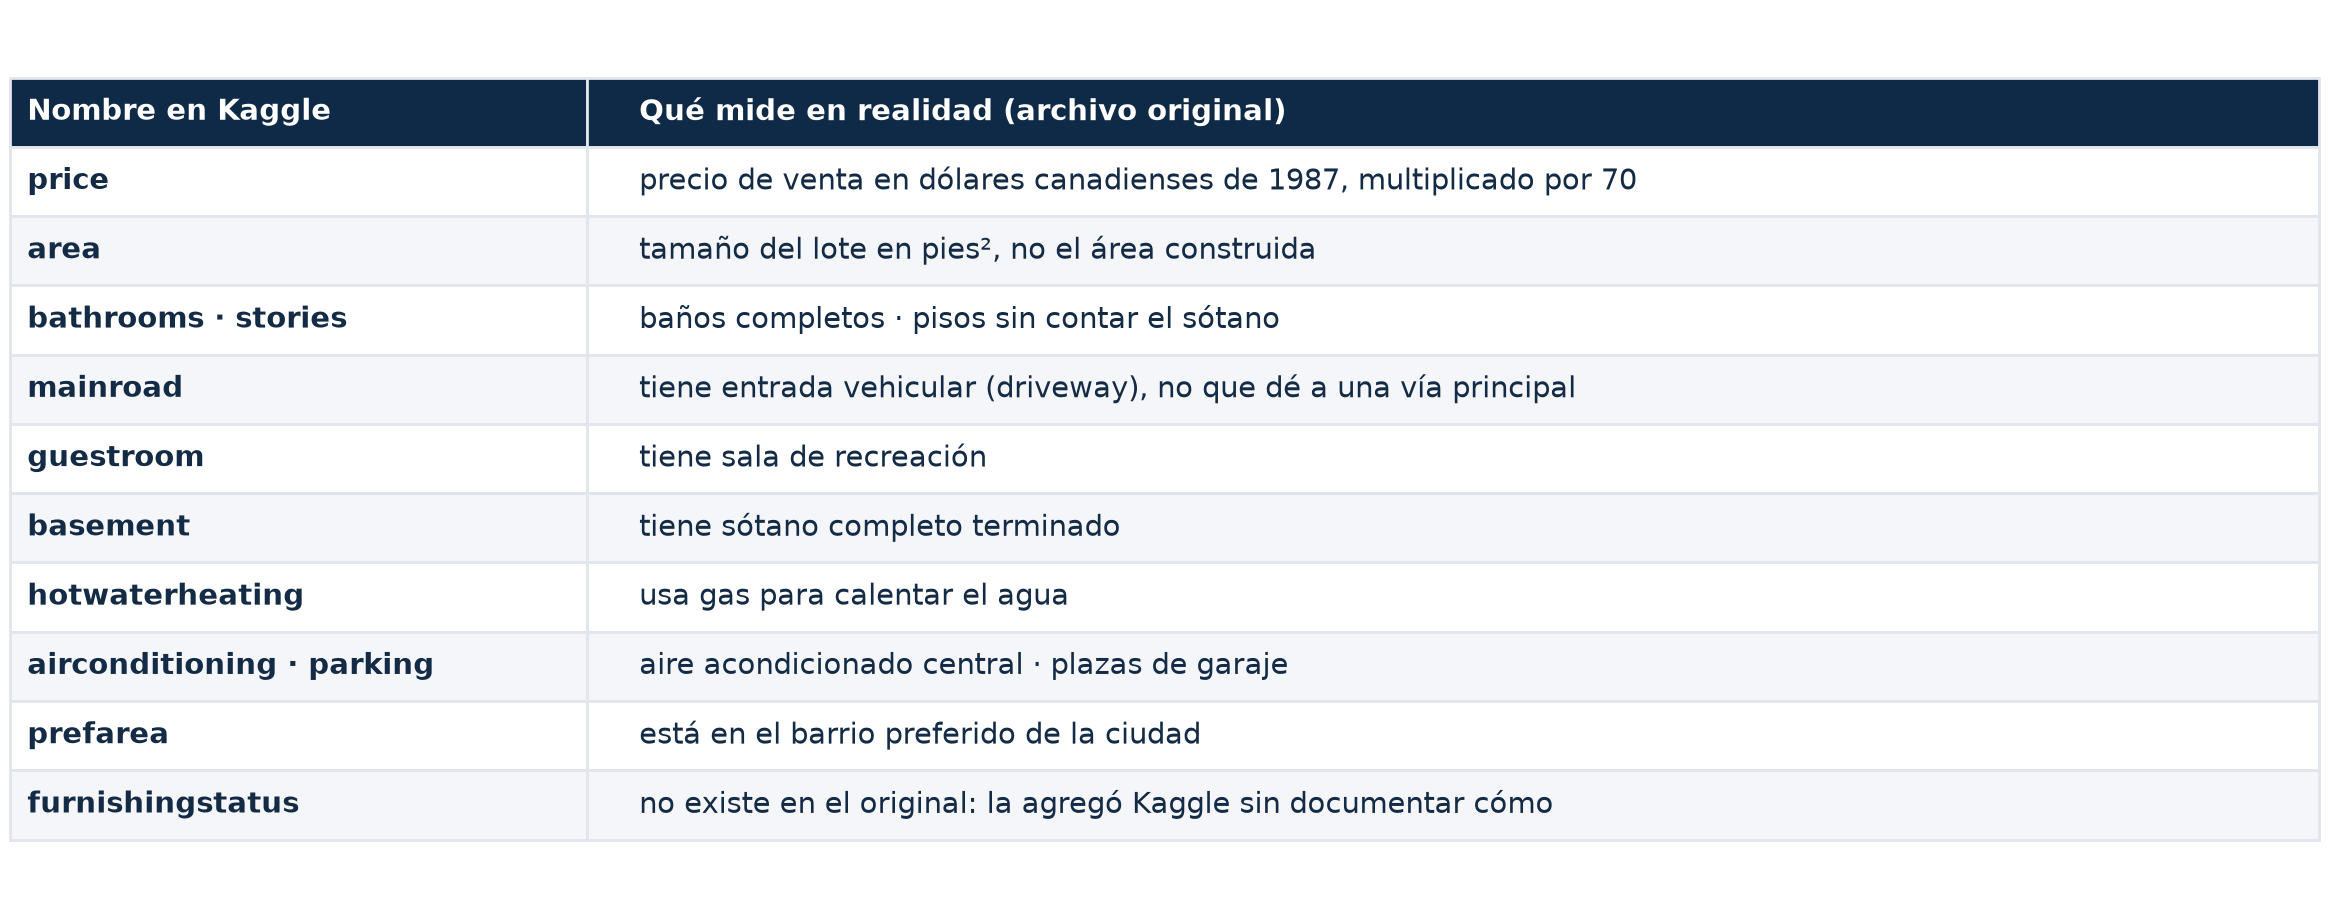 Nombre en Kaggle	Qué mide en realidad (archivo original)
price	precio de venta en dólares canadienses de 1987, multiplicado por 70
area	tamaño del lote en pies², no el área construida
bathrooms · stories	baños completos · pisos sin contar el sótano
mainroad	tiene entrada vehicular (driveway), no que dé a una vía principal
guestroom	tiene sala de recreación
basement	tiene sótano completo terminado
hotwaterheating	usa gas para calentar el agua
airconditioning · parking	aire acondicionado central · plazas de garaje
prefarea	está en el barrio preferido de la ciudad
furnishingstatus	no existe en el original: la agregó Kaggle sin documentar cómo